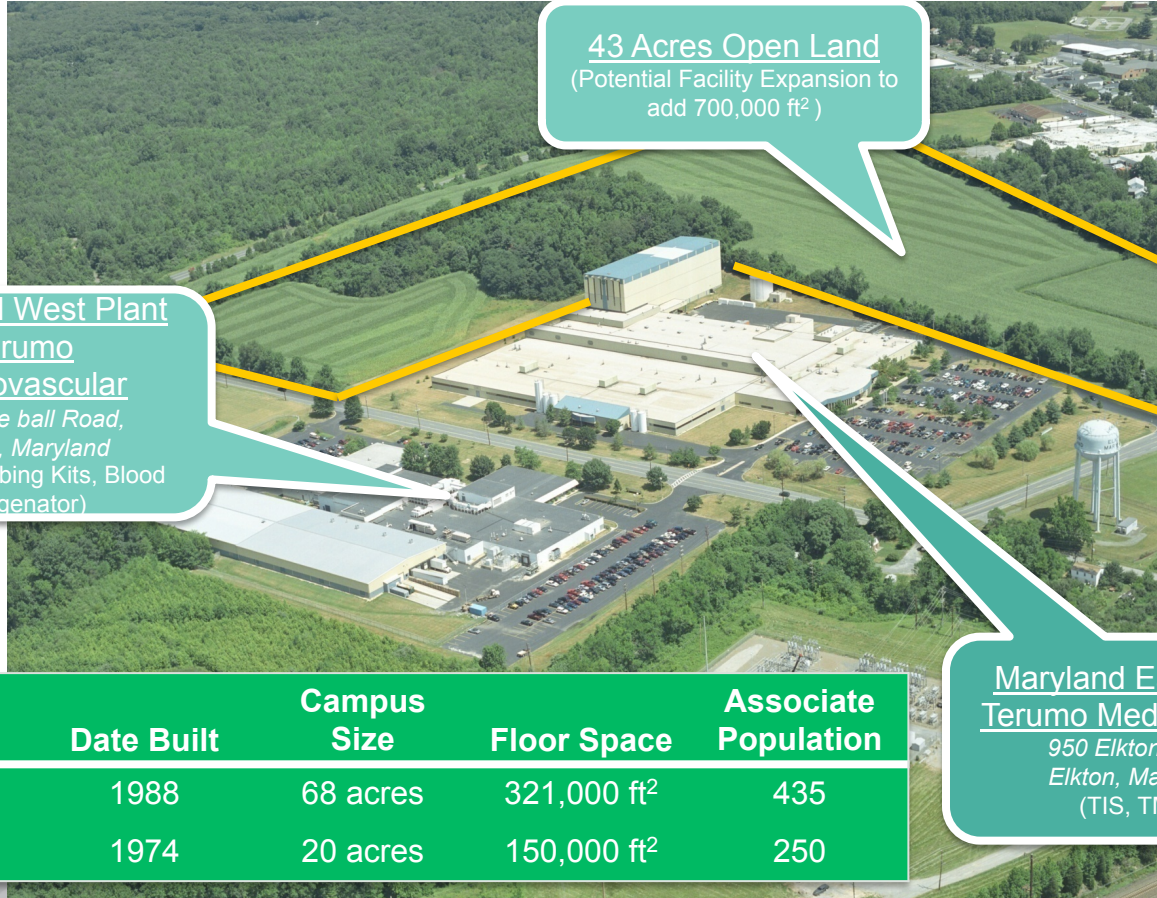 43 Acres Open Land
(Potential Facility Expansion to
add 700,000 ft²)
d West Plant
rumo
ovascular
e ball Road,
, Maryland
bing Kits, Blood
genator)
Maryland E
Terumo Med
950 Elkton
Elkton, Ma
(TIS, TM
Date Built Campus Size Floor Space Associate Population
1988 68 acres 321,000 ft² 435
1974 20 acres 150,000 ft² 250